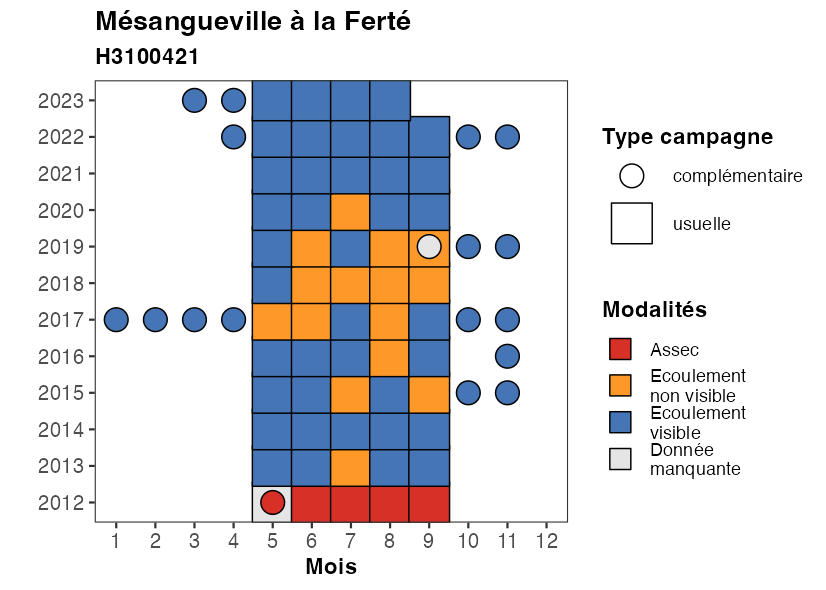 Mésangueville à la Ferté
H3100421
2023
2022
2021
2020
2019
2018
2017
2016
2015
2014
2013
2012
1 2 3 4 5 6 7 8 9 10 11 12
Mois
Type campagne
complémentaire
usuelle
Modalités
Assec
Ecoulement
non visible
Ecoulement
visible
Donnée
manquante